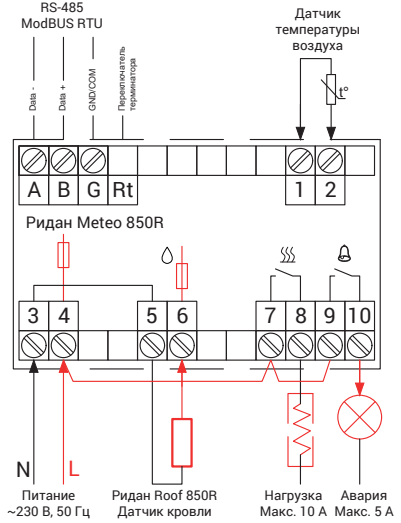 RS-485
ModBUS RTU
Датчик
температуры
воздуха
Data -
Data +
GND/COM
Переключатель
терминатора
t°
A B G Rt 1 2
Ридан Meteo 850R
3 4 5 6 7 8 9 10
N L
Питание
~230 В, 50 Гц
Ридан Roof 850R
Датчик кровли
Нагрузка
Макс. 10 А
Авария
Макс. 5 А